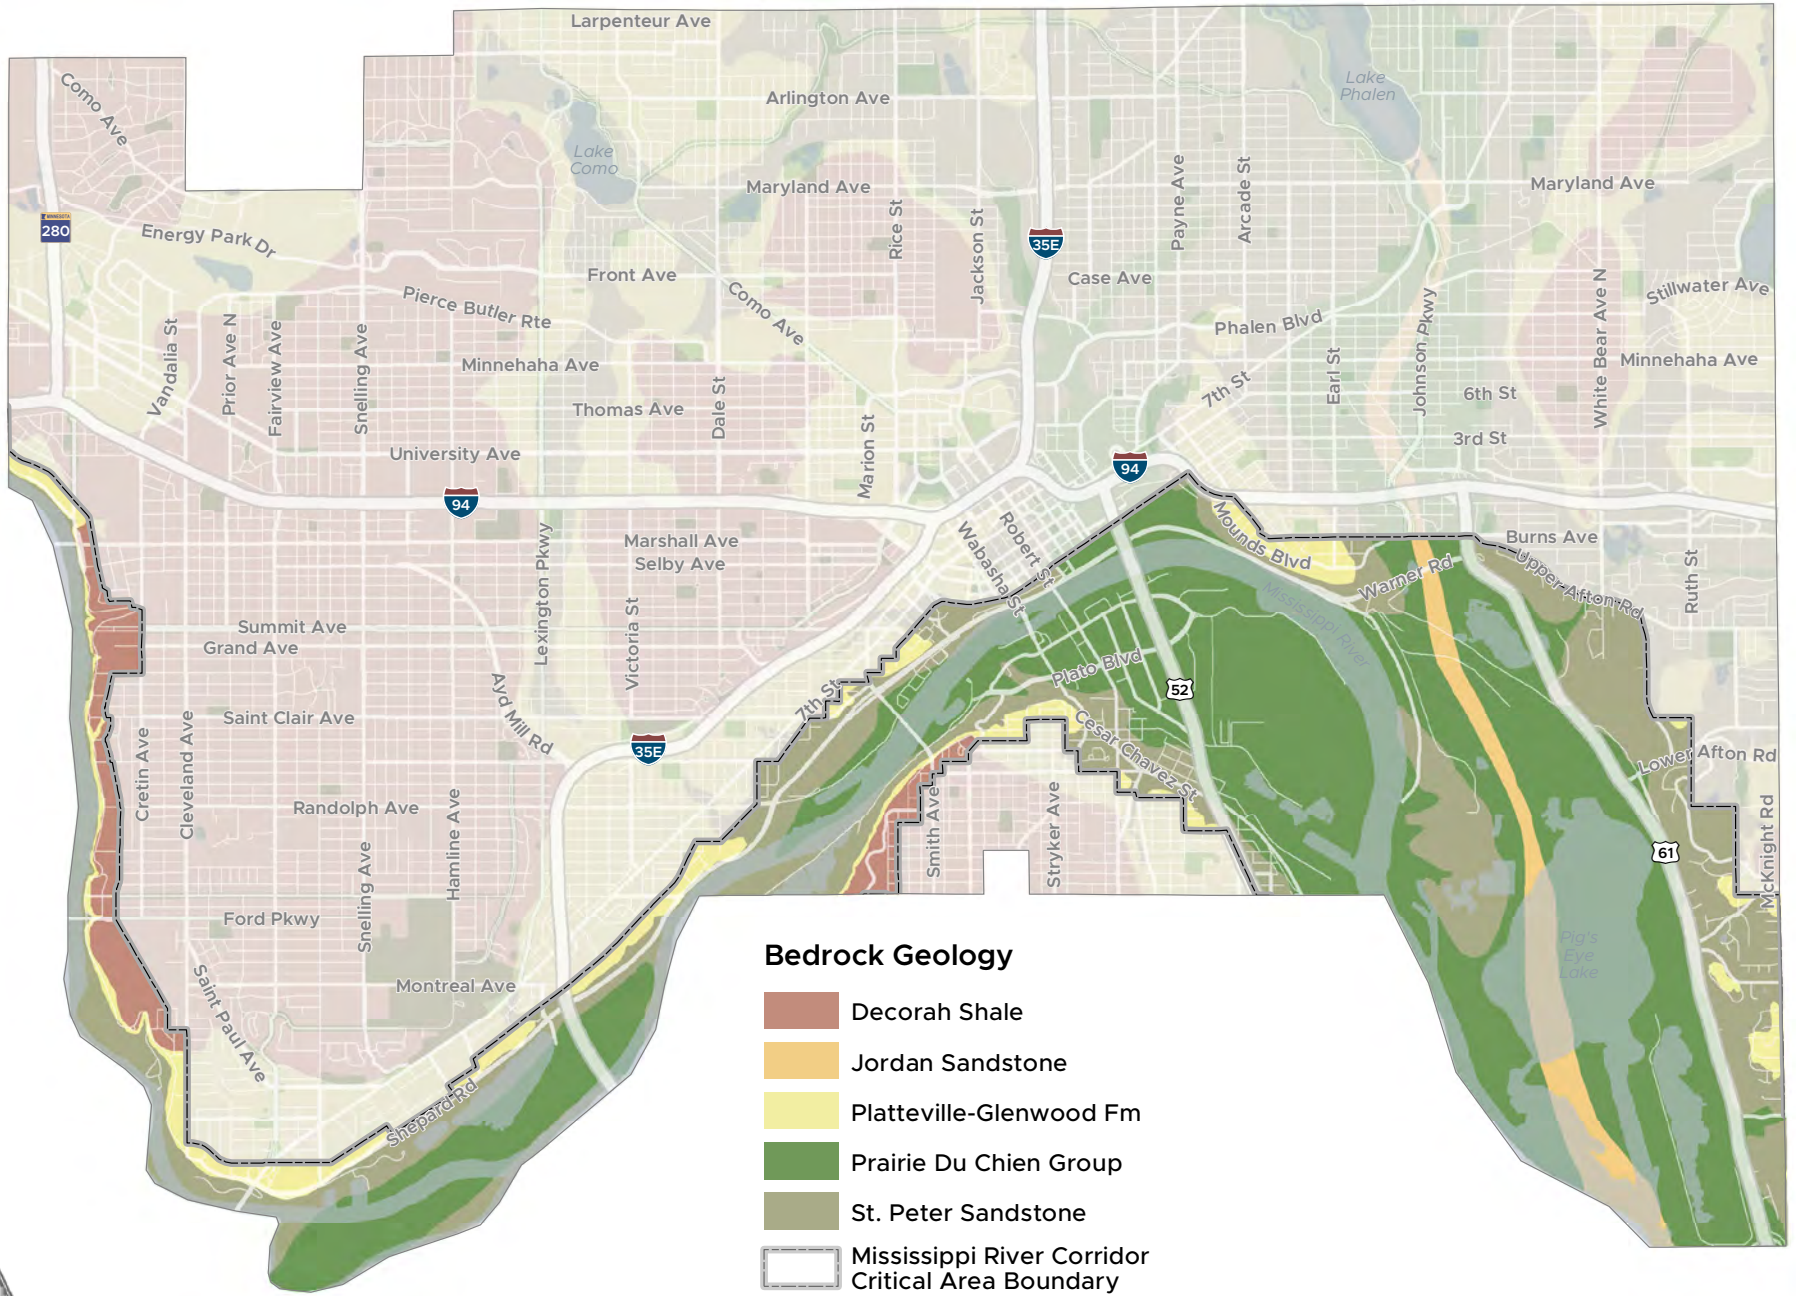 Larpenteur Ave
Como Ave
Lake
Phalen
Arlington Ave
Lake
Como
Maryland Ave
Payne Ave
Arcade St
Maryland Ave
MINNESOTA
280
Energy Park Dr
Rice St
Jackson St
35E
Front Ave
Case Ave
Stillwater Ave
Pierce Butler Rte
Como Ave
Phalen Blvd
Johnson Pkwy
White Bear Ave N
Vandalia St
Prior Ave N
Fairview Ave
Snelling Ave
Minnehaha Ave
Minnehaha Ave
Earl St
7th St
6th St
Thomas Ave
Dale St
Marion St
3rd St
University Ave
94
94
Robert St
Wabasha St
Mounds Blvd
Burns Ave
Marshall Ave
Selby Ave
Lexington Pkwy
Victoria St
Upper Afton Rd
Warner Rd
Ruth St
Mississippi River
Summit Ave
Grand Ave
Plato Blvd
52
Saint Clair Ave
Ayd Mill Rd
7th St
35E
Cesar Chavez St
Lower Afton Rd
Cretin Ave
Cleveland Ave
Randolph Ave
Hamline Ave
Smith Ave
Stryker Ave
McKnight Rd
61
Ford Pkwy
Snelling Ave
Pig's
Eye
Lake
Montreal Ave
Saint Paul Ave
Shepard Rd
Bedrock Geology
Decorah Shale
Jordan Sandstone
Platteville-Glenwood Fm
Prairie Du Chien Group
St. Peter Sandstone
Mississippi River Corridor
Critical Area Boundary